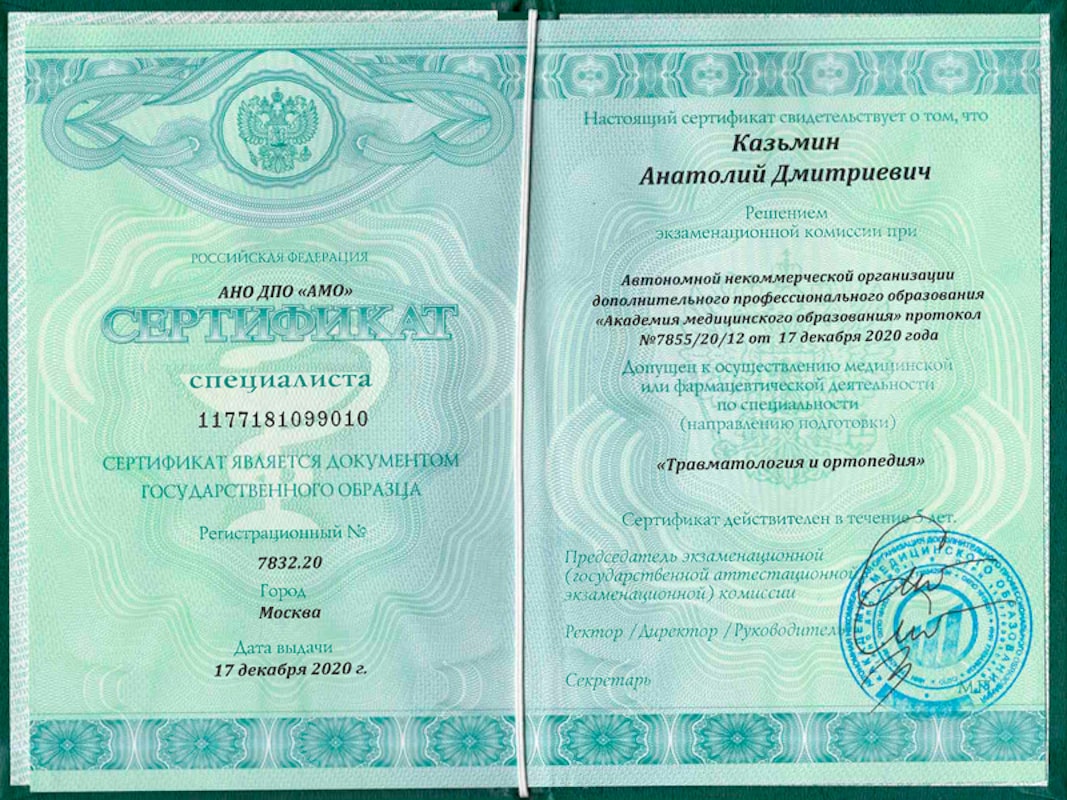 РОССИЙСКАЯ ФЕДЕРАЦИЯ
АНО ДПО «АМО»
СЕРТИФИКАТ
специалиста
1177181099010
СЕРТИФИКАТ ЯВЛЯЕТСЯ ДОКУМЕНТОМ
ГОСУДАРСТВЕННОГО ОБРАЗЦА
Регистрационный №
7832.20
Город
Москва
Дата выдачи
17 декабря 2020 г.
Настоящий сертификат свидетельствует о том, что
Казьмин
Анатолий Дмитриевич
Решением
экзаменационной комиссии при
Автономной некоммерческой организации
дополнительного профессионального образования
«Академия медицинского образования» протокол
№7855/20/12 от 17 декабря 2020 года
Допущен к осуществлению медицинской
или фармацевтической деятельности
по специальности
(направлению подготовки)
«Травматология и ортопедия»
Сертификат действителен в течение 5 лет.
Председатель экзаменационной
(государственной аттестационной
экзаменационной) комиссии
Ректор /Директор /Руководитель
Секретарь
М.П.